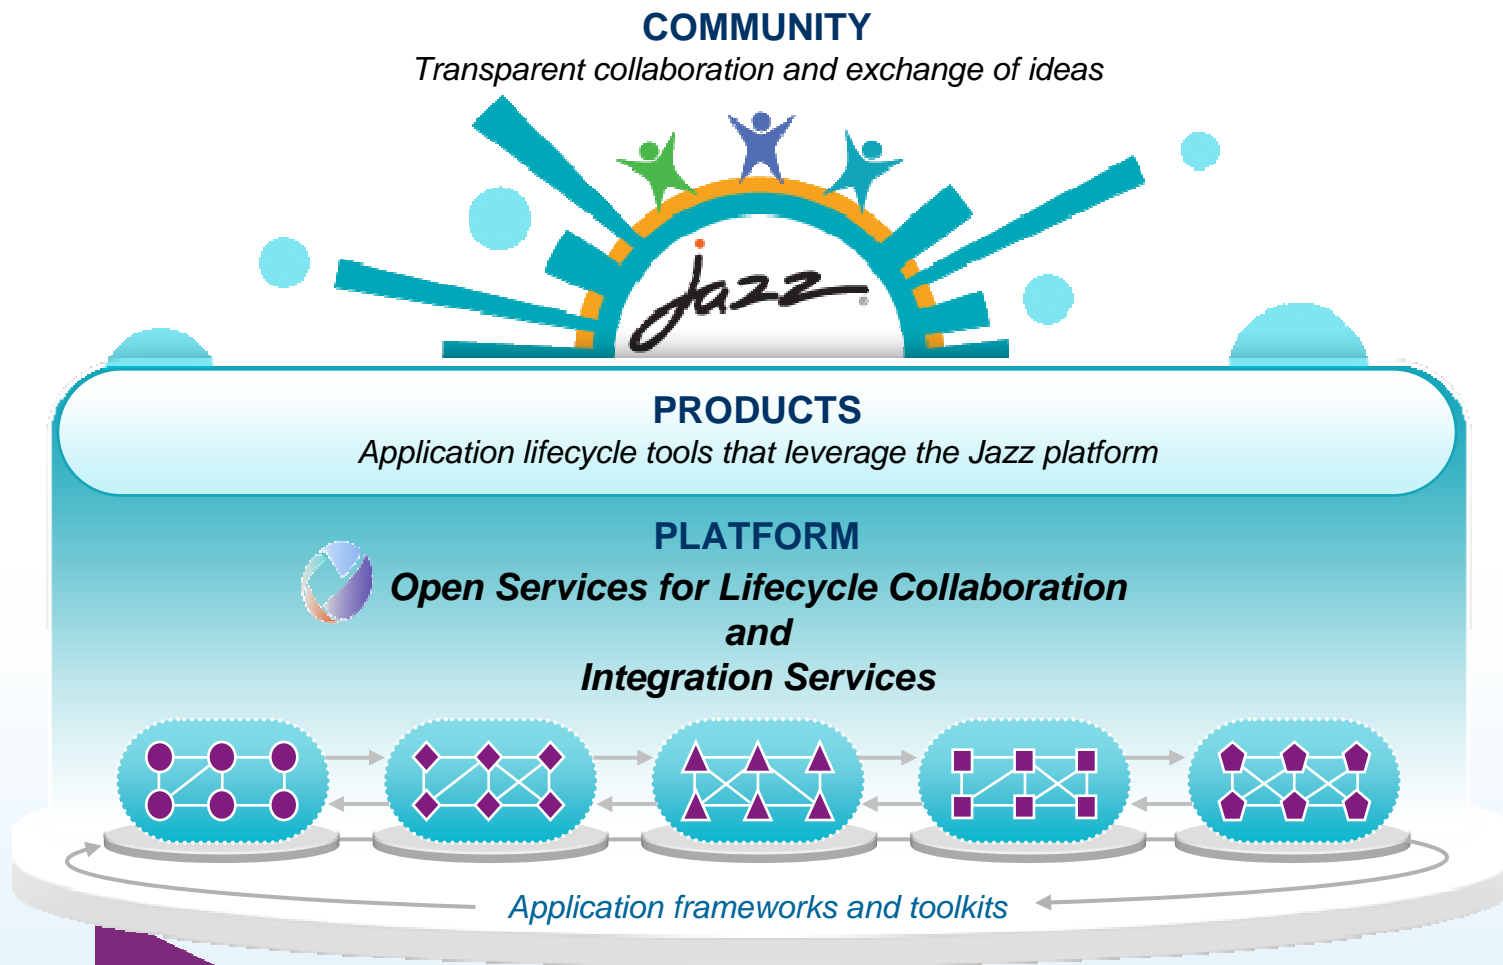 COMMUNITY
Transparent collaboration and exchange of ideas
jazz
PRODUCTS
Application lifecycle tools that leverage the Jazz platform
PLATFORM
Open Services for Lifecycle Collaboration
and
Integration Services
Application frameworks and toolkits